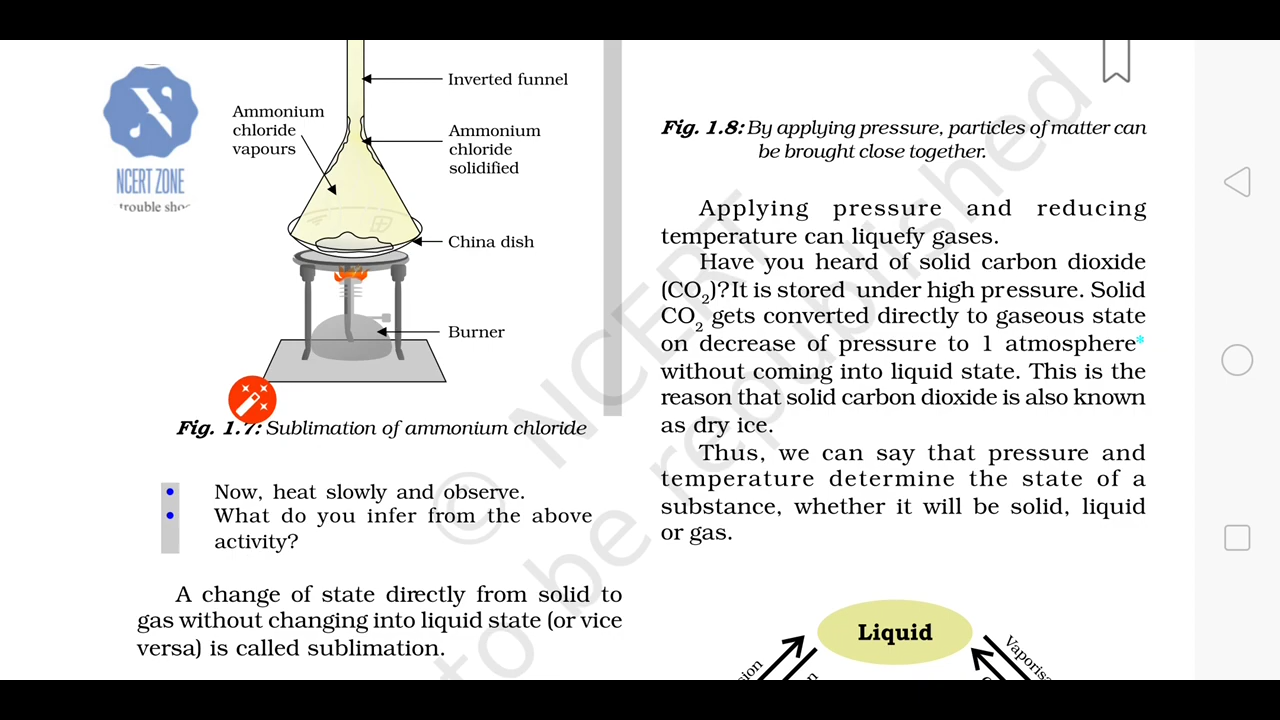 Inverted funnel
Ammonium
chloride
vapours
Ammonium
chloride
solidified
China dish
Burner
NCERT ZONE
Fig. 1.7: Sublimation of ammonium chloride
• Now, heat slowly and observe.
• What do you infer from the above
activity?
A change of state directly from solid to
gas without changing into liquid state (or vice
versa) is called sublimation.
Fig. 1.8: By applying pressure, particles of matter can
be brought close together.
Applying pressure and reducing
temperature can liquefy gases.
Have you heard of solid carbon dioxide
(CO₂)?It is stored under high pressure. Solid
CO₂ gets converted directly to gaseous state
on decrease of pressure to 1 atmosphere*
without coming into liquid state. This is the
reason that solid carbon dioxide is also known
as dry ice.
Thus, we can say that pressure and
temperature determine the state of a
substance, whether it will be solid, liquid
or gas.
Liquid
© NCERT
to be republished